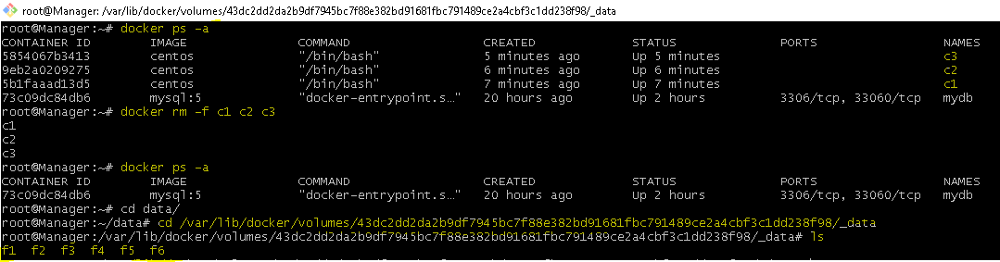 root@Manager: /var/lib/docker/volumes/43dc2dd2da2b9df7945bc7f88e382bd91681fbc791489ce2a4cbf3c1dd238f98/_data
root@Manager:~# docker ps -a
CONTAINER ID IMAGE COMMAND CREATED STATUS PORTS NAMES
5854067b3413 centos "/bin/bash" 5 minutes ago Up 5 minutes c3
9eb2a0209275 centos "/bin/bash" 6 minutes ago Up 6 minutes c2
5b1faaad13d5 centos "/bin/bash" 7 minutes ago Up 7 minutes c1
73c09dc84db6 mysql:5 "docker-entrypoint.s…" 20 hours ago Up 2 hours 3306/tcp, 33060/tcp mydb
root@Manager:~# docker rm -f c1 c2 c3
c1
c2
c3
root@Manager:~# docker ps -a
CONTAINER ID IMAGE COMMAND CREATED STATUS PORTS NAMES
73c09dc84db6 mysql:5 "docker-entrypoint.s…" 20 hours ago Up 2 hours 3306/tcp, 33060/tcp mydb
root@Manager:~# cd data/
root@Manager:~/data# cd /var/lib/docker/volumes/43dc2dd2da2b9df7945bc7f88e382bd91681fbc791489ce2a4cbf3c1dd238f98/_data
root@Manager:/var/lib/docker/volumes/43dc2dd2da2b9df7945bc7f88e382bd91681fbc791489ce2a4cbf3c1dd238f98/_data# ls
f1 f2 f3 f4 f5 f6